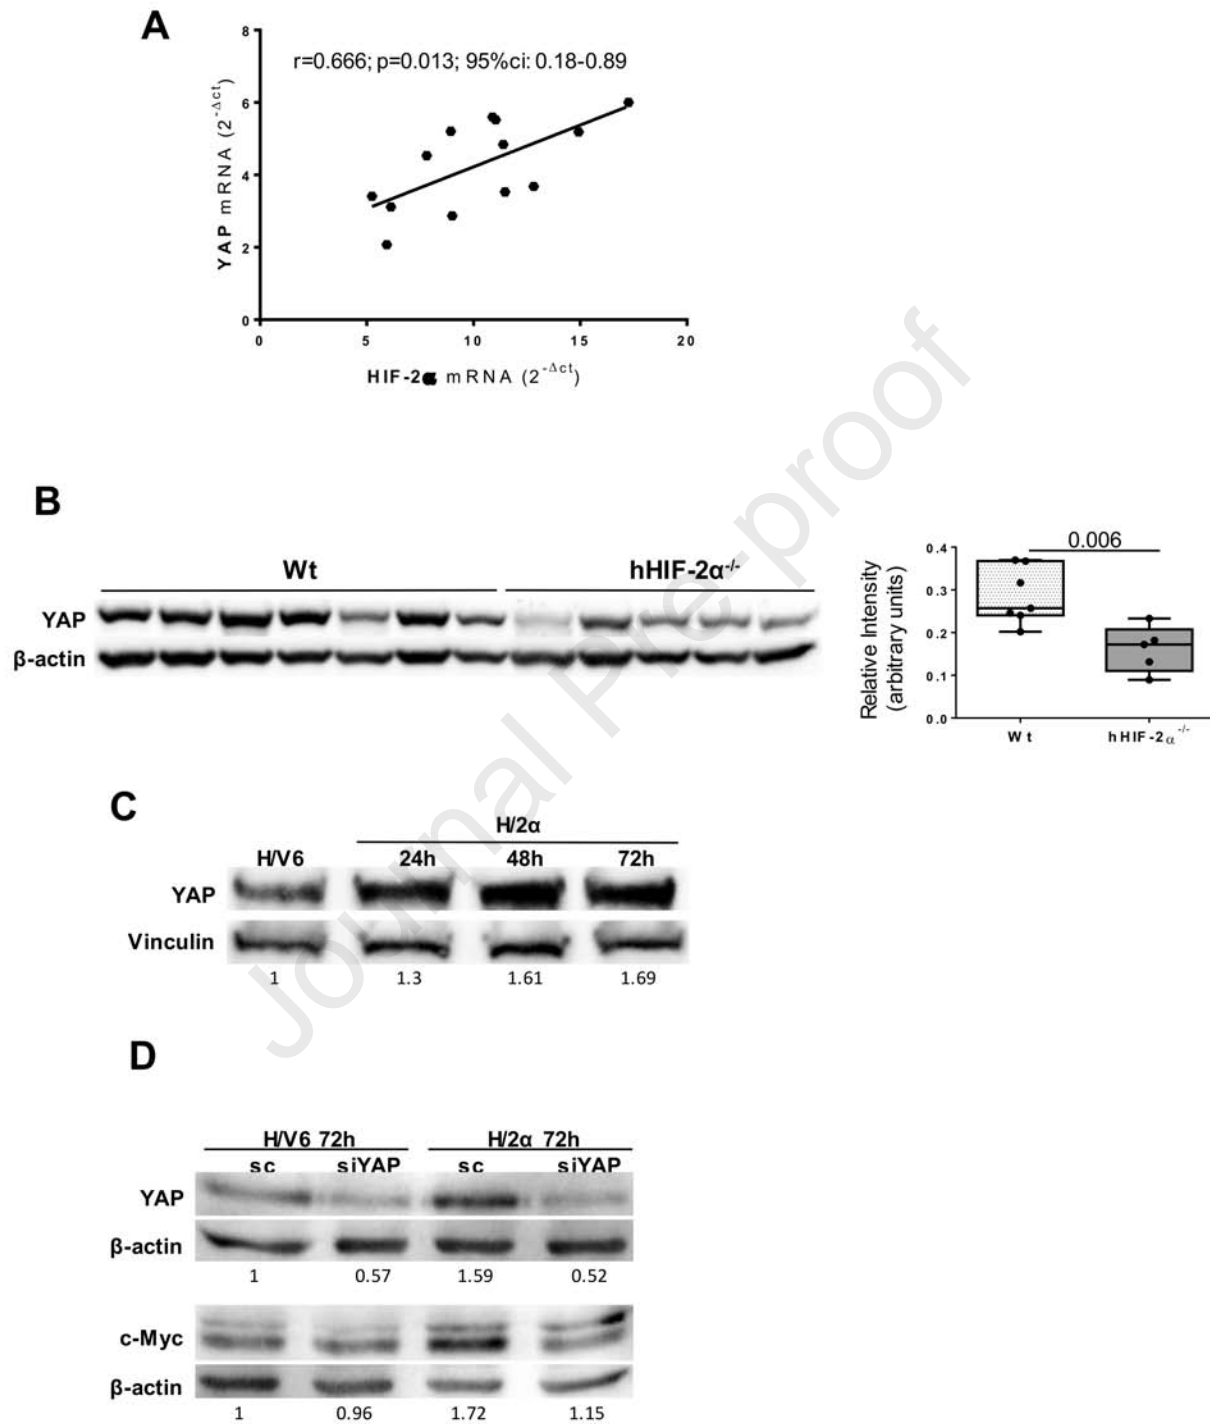 A
8
r=0.666; p=0.013; 95%ci: 0.18-0.89
6
4
2
0
YAP mRNA (2^-Δct)
0 5 10 15 20
HIF-2α mRNA (2^-Δct)
B
Wt hHIF-2α-/-
YAP
β-actin
0.006
0.4
0.3
0.2
0.1
0.0
Relative Intensity
(arbitrary units)
Wt hHIF-2α-/-
C
H/2α
H/V6 24h 48h 72h
YAP
Vinculin
1 1.3 1.61 1.69
D
H/V6 72h H/2α 72h
sc siYAP sc siYAP
YAP
β-actin
1 0.57 1.59 0.52
c-Myc
β-actin
1 0.96 1.72 1.15
Journal Pre-proof